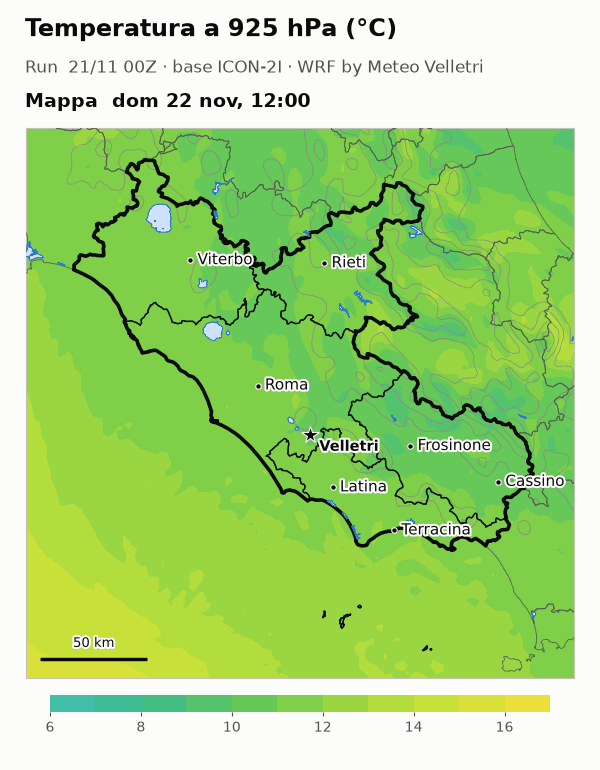 Temperatura a 925 hPa (°C)
Run  21/11 00Z · base ICON-2I · WRF by Meteo Velletri
Mappa  dom 22 nov, 12:00
Viterbo
Rieti
Roma
Velletri
Frosinone
Latina
Cassino
Terracina
50 km
6 8 10 12 14 16